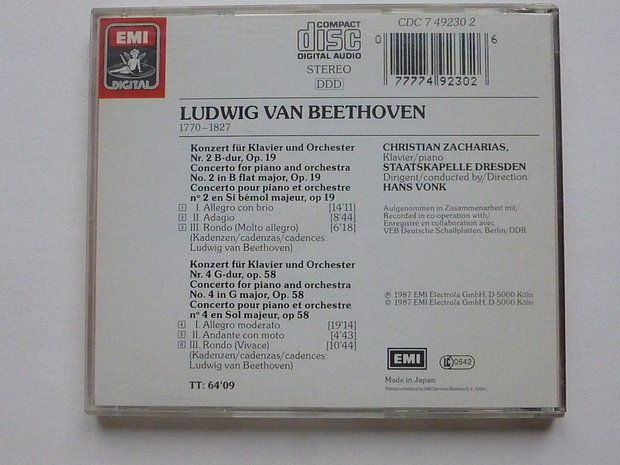 EMI
DIGITAL
COMPACT
disc
DIGITAL AUDIO
STEREO
DDD
CDC 7 49230 2
0 77774 92302 6
LUDWIG VAN BEETHOVEN
1770–1827
Konzert für Klavier und Orchester
Nr. 2 B-dur, Op. 19
Concerto for piano and orchestra
No. 2 in B flat major, Op. 19
Concerto pour piano et orchestre
n° 2 en Si bémol majeur, op 19
1 I. Allegro con brio [14'11]
2 II. Adagio [8'44]
3 III. Rondo (Molto allegro) [6'18]
(Kadenzen/cadenzas/cadences:
Ludwig van Beethoven)
Konzert für Klavier und Orchester
Nr. 4 G-dur, op. 58
Concerto for piano and orchestra
No. 4 in G major, Op. 58
Concerto pour piano et orchestre
n° 4 en Sol majeur, op 58
4 I. Allegro moderato [19'14]
5 II. Andante con moto [4'43]
6 III. Rondo (Vivace) [10'44]
(Kadenzen/cadenzas/cadences:
Ludwig van Beethoven)
TT: 64'09
CHRISTIAN ZACHARIAS,
Klavier/piano
STAATSKAPELLE DRESDEN
Dirigent/conducted by/Direction:
HANS VONK
Aufgenommen in Zusammenarbeit mit/
Recorded in co-operation with/
Enregistré en collaboration avec
VEB Deutsche Schallplatten, Berlin/DDR
℗ 1987 EMI Electrola GmbH, D 5000 Köln
© 1987 EMI Electrola GmbH, D 5000 Köln
EMI
LC 0542
Made in Japan
Printed in Holland by EMI Services Benelux B.V.